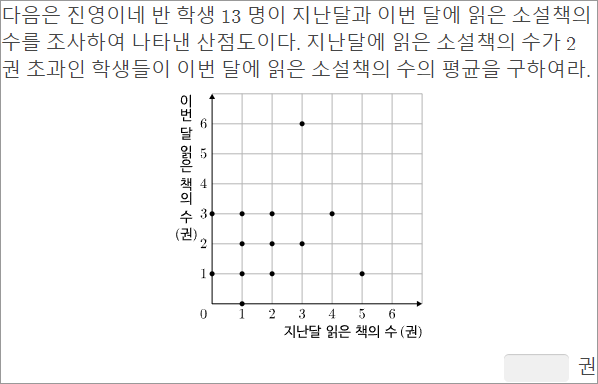 다음은 진영이네 반 학생 13 명이 지난달과 이번 달에 읽은 소설책의
수를 조사하여 나타낸 산점도이다. 지난달에 읽은 소설책의 수가 2
권 초과인 학생들이 이번 달에 읽은 소설책의 수의 평균을 구하여라.
이번 달 읽은 책의 수 (권)
6
5
4
3
2
1
0 1 2 3 4 5 6
지난달 읽은 책의 수 (권)
권